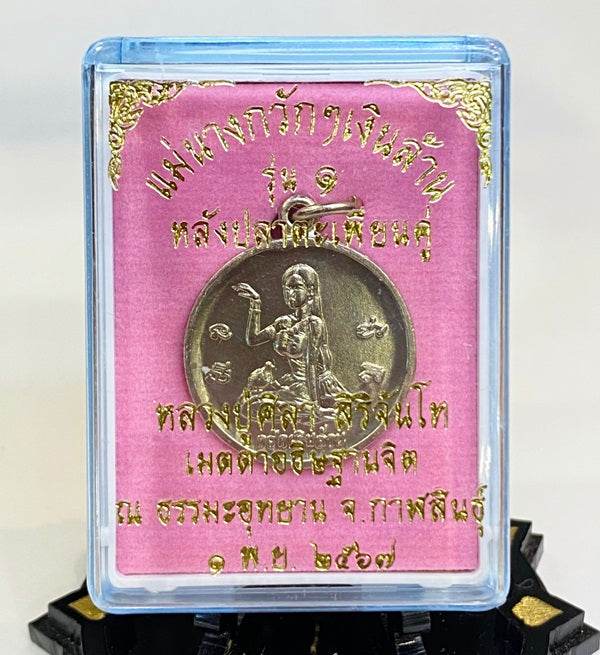 แม่นางกวักๆเงินล้าน
รุ่น ๑
หลังปลาตะเพียนคู่
หลวงปู่ศิลา สิริจันโท
เมตตาอธิษฐานจิต
ณ ธรรมะอุทยาน จ.กาฬสินธุ์
๑ พ.ย. ๒๕๖๗